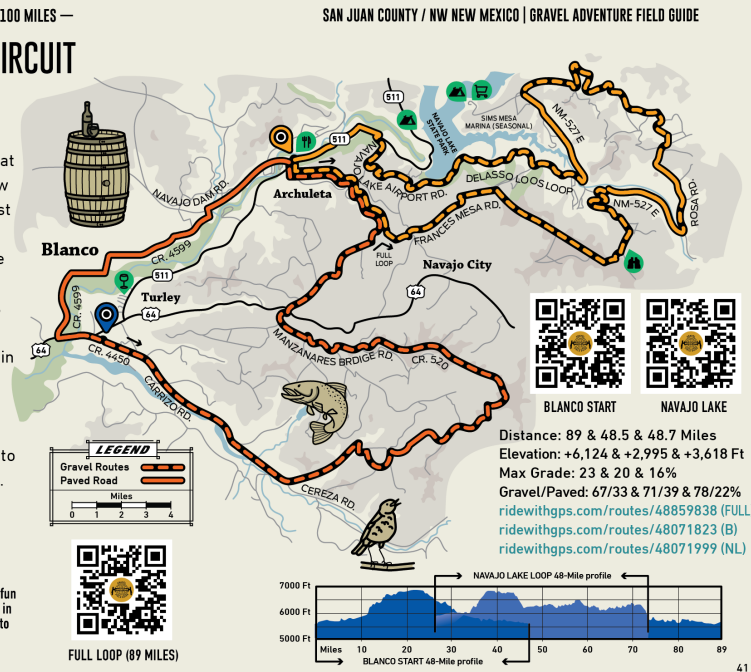 100 MILES —
SAN JUAN COUNTY / NW NEW MEXICO | GRAVEL ADVENTURE FIELD GUIDE
IRCUIT
at
w
st
e
in
to
.
fun
in
to
511
511
NAVAJO LAKE
STATE PARK
SIMS MESA
MARINA (SEASONAL)
NM-527 E
NAVAJO LAKE AIRPORT RD.
DELASSO LOOS LOOP
NAVAJO DAM RD.
Archuleta
NM-527 E
ROSA RD.
FRANCES MESA RD.
Blanco
CR. 4599
FULL
LOOP
Navajo City
511
CR. 4599
Turley
64
64
64
CR. 4450
MANZANARES BRDIGE RD.
CR. 520
CARRIZO RD.
CEREZA RD.
LEGEND
Gravel Routes
Paved Road
Miles
0 1 2 3 4
BLANCO START
NAVAJO LAKE
Distance: 89 & 48.5 & 48.7 Miles
Elevation: +6,124 & +2,995 & +3,618 Ft
Max Grade: 23 & 20 & 16%
Gravel/Paved: 67/33 & 71/39 & 78/22%
ridewithgps.com/routes/48859838 (FULL
ridewithgps.com/routes/48071823 (B)
ridewithgps.com/routes/48071999 (NL)
FULL LOOP (89 MILES)
NAVAJO LAKE LOOP 48-Mile profile
7000 Ft
6000 Ft
5000 Ft
Miles 10 20 30 40 50 60 70 80 89
BLANCO START 48-Mile profile
41